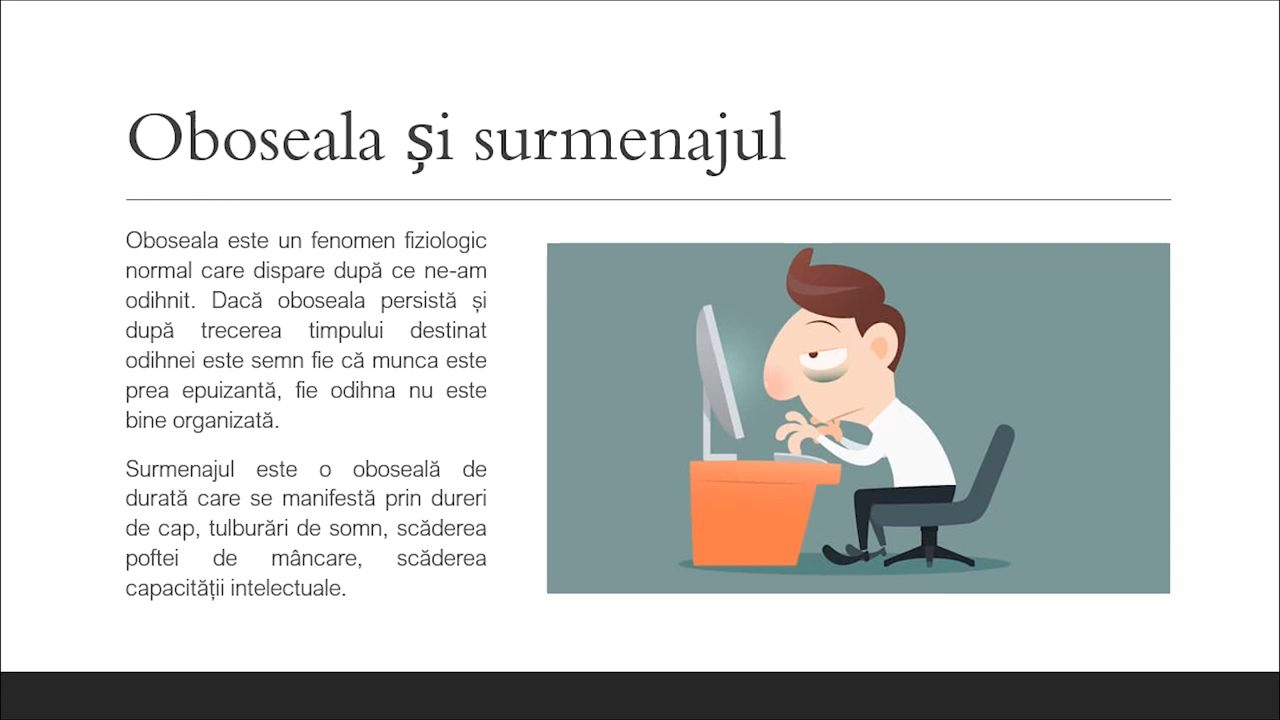 Oboseala și surmenajul
Oboseala este un fenomen fiziologic
normal care dispare după ce ne-am
odihnit. Dacă oboseala persistă și
după trecerea timpului destinat
odihnei este semn fie că munca este
prea epuizantă, fie odihna nu este
bine organizată.
Surmenajul este o oboseală de
durată care se manifestă prin dureri
de cap, tulburări de somn, scăderea
poftei de mâncare, scăderea
capacității intelectuale.